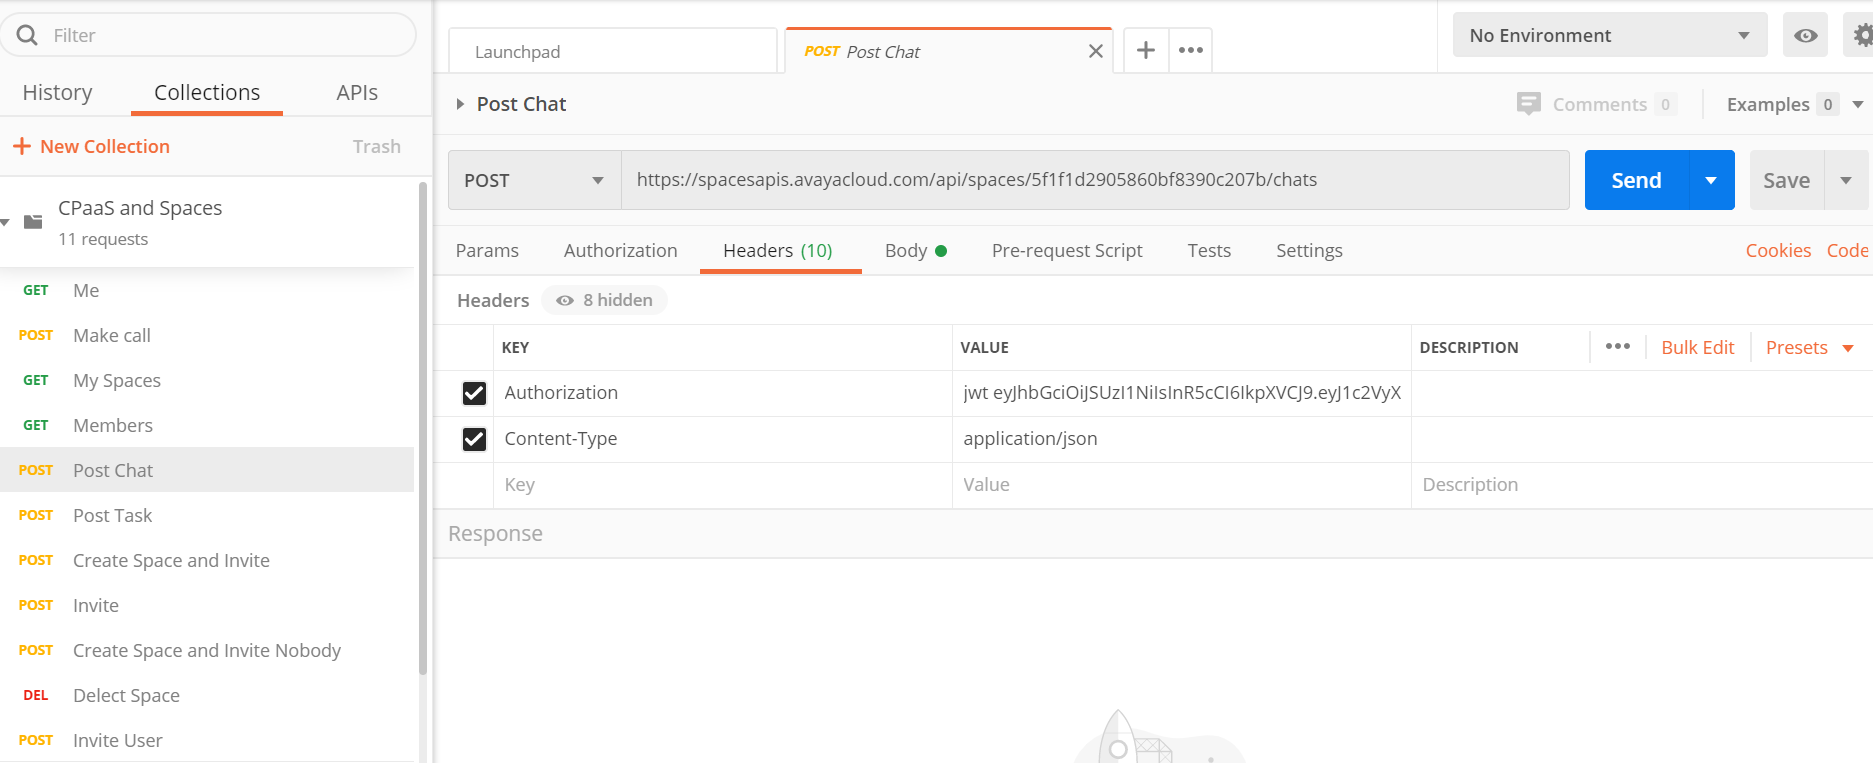 Filter
History Collections APIs
+ New Collection Trash
CPaaS and Spaces
11 requests
GET Me
POST Make call
GET My Spaces
GET Members
POST Post Chat
POST Post Task
POST Create Space and Invite
POST Invite
POST Create Space and Invite Nobody
DEL Delect Space
POST Invite User
Launchpad POST Post Chat
No Environment
Post Chat
Comments 0 Examples 0
POST https://spacesapis.avayacloud.com/api/spaces/5f1f1d2905860bf8390c207b/chats
Send Save
Params Authorization Headers (10) Body Pre-request Script Tests Settings
Cookies Code
Headers 8 hidden
KEY VALUE DESCRIPTION
Bulk Edit Presets
Authorization jwt eyJhbGciOiJSUzI1NiIsInR5cCI6IkpXVCJ9.eyJ1c2VyX
Content-Type application/json
Key Value Description
Response